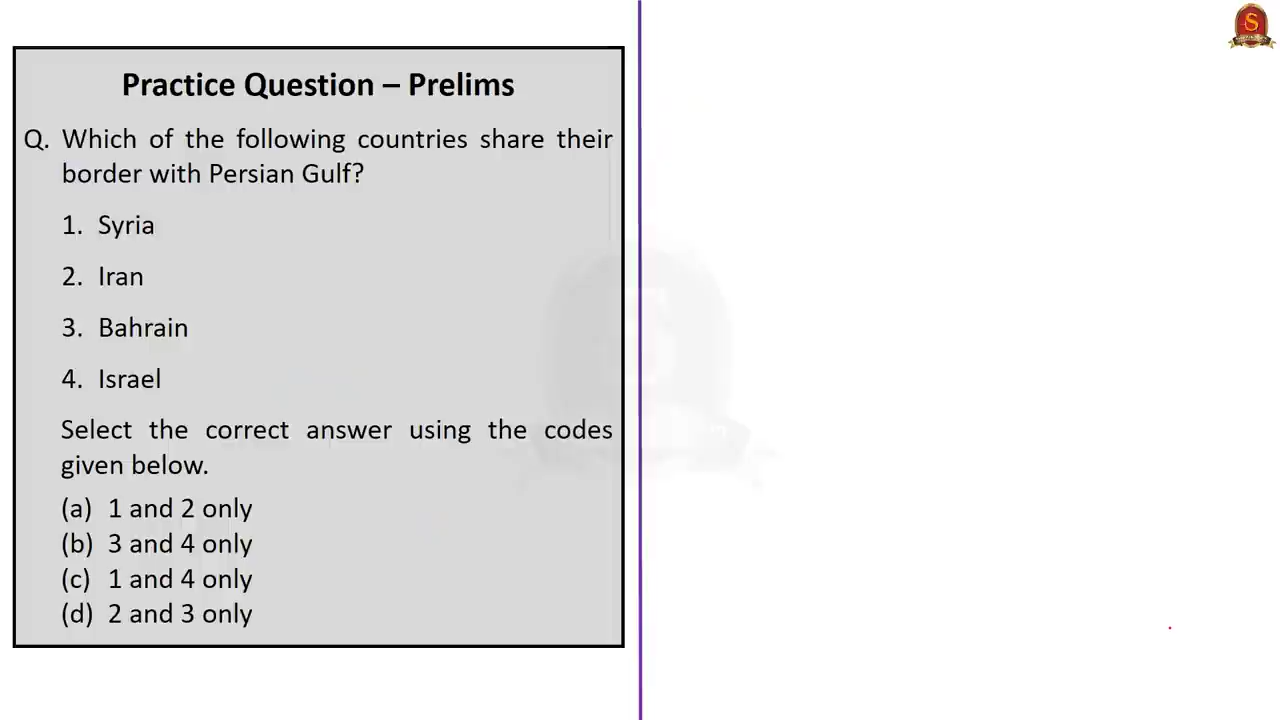 Practice Question – Prelims
Q. Which of the following countries share their
border with Persian Gulf?
1. Syria
2. Iran
3. Bahrain
4. Israel
Select the correct answer using the codes
given below.
(a) 1 and 2 only
(b) 3 and 4 only
(c) 1 and 4 only
(d) 2 and 3 only
S